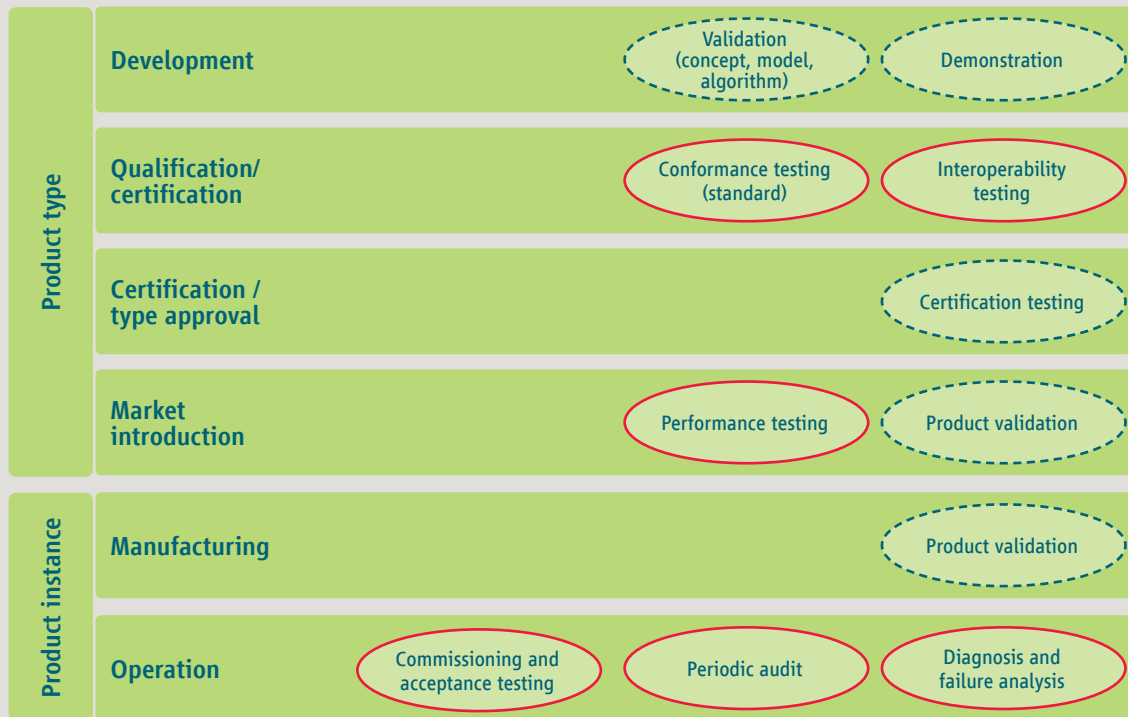 Product type
Development
Validation
(concept, model,
algorithm)
Demonstration
Qualification/
certification
Conformance testing
(standard)
Interoperability
testing
Certification /
type approval
Certification testing
Market
introduction
Performance testing
Product validation
Product instance
Manufacturing
Product validation
Operation
Commissioning and
acceptance testing
Periodic audit
Diagnosis and
failure analysis